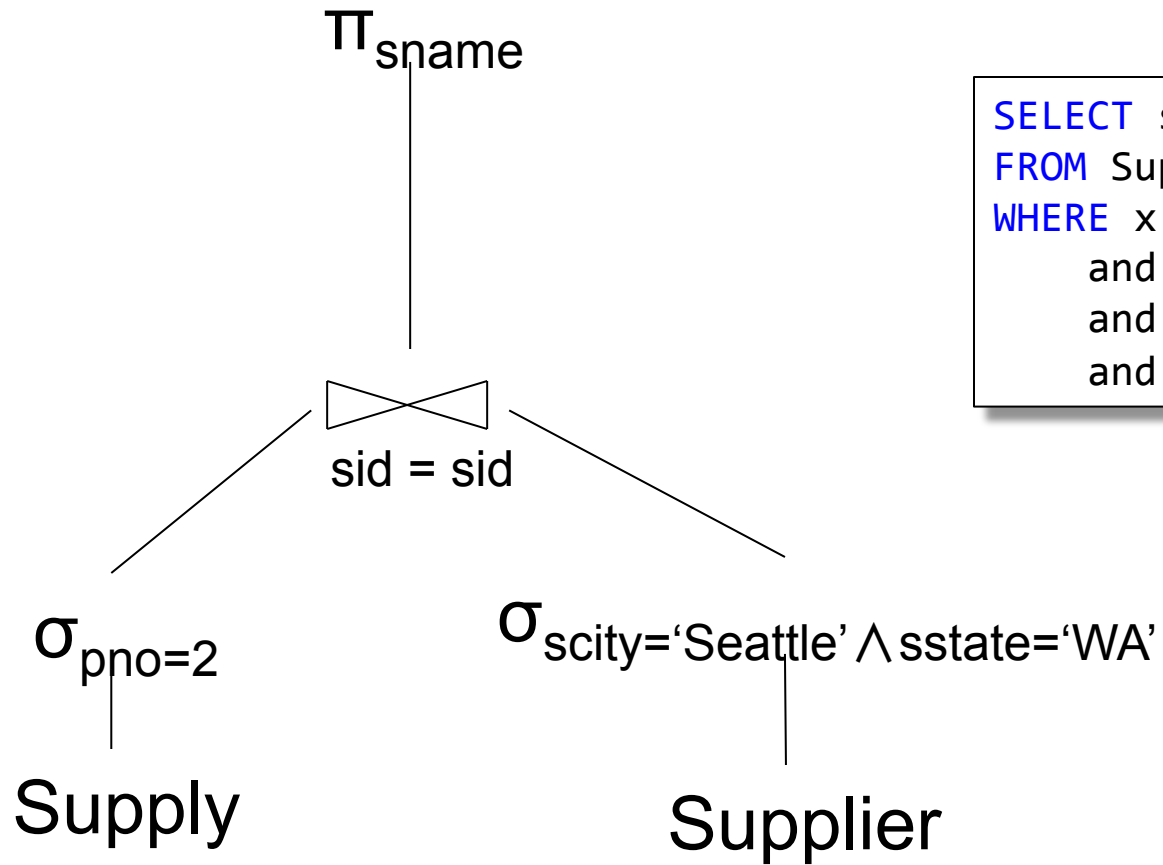 π sname
SELECT
FROM
WHERE x
and
and
and
sid = sid
σ pno=2
σ scity=‘Seattle’ ∧ sstate=‘WA’
Supply
Supplier